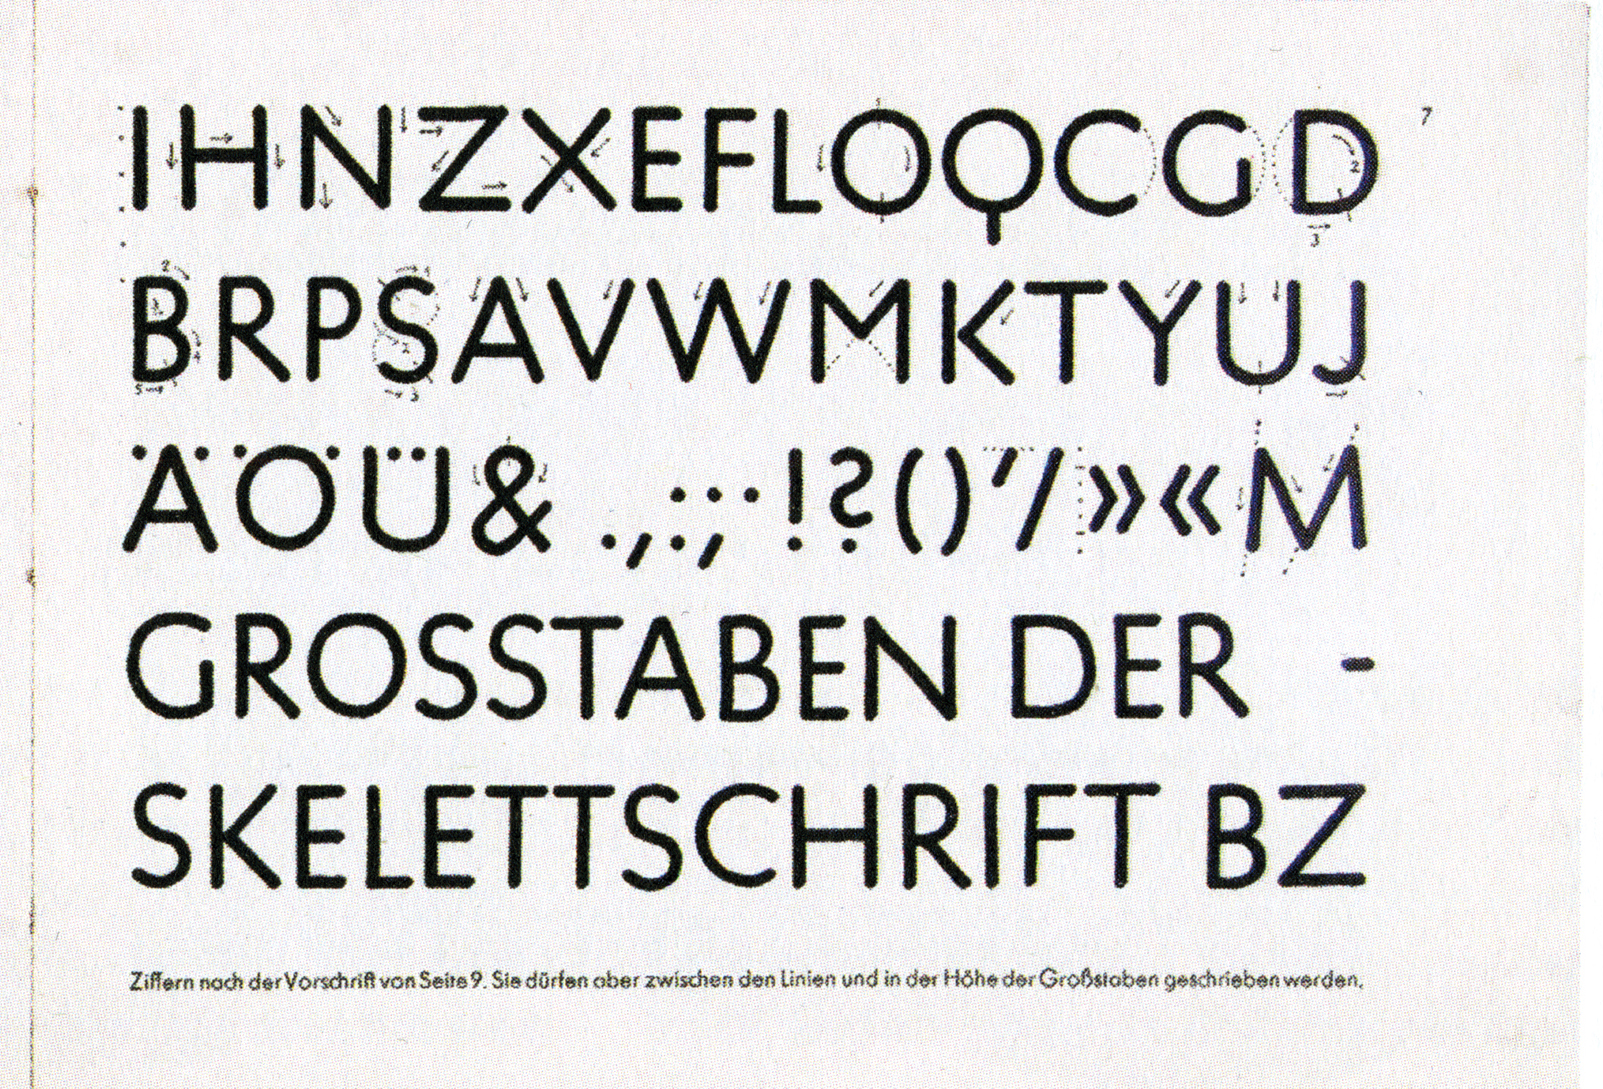 IHNZXEFLOQCGD 7
BRPSAVWMKTYUJ
ÄÖÜ& .,:;· !?()’/»«M
GROSSTABEN DER -
SKELETTSCHRIFT BZ
Ziffern nach der Vorschrift von Seite 9. Sie dürfen aber zwischen den Linien und in der Höhe der Großstaben geschrieben werden.